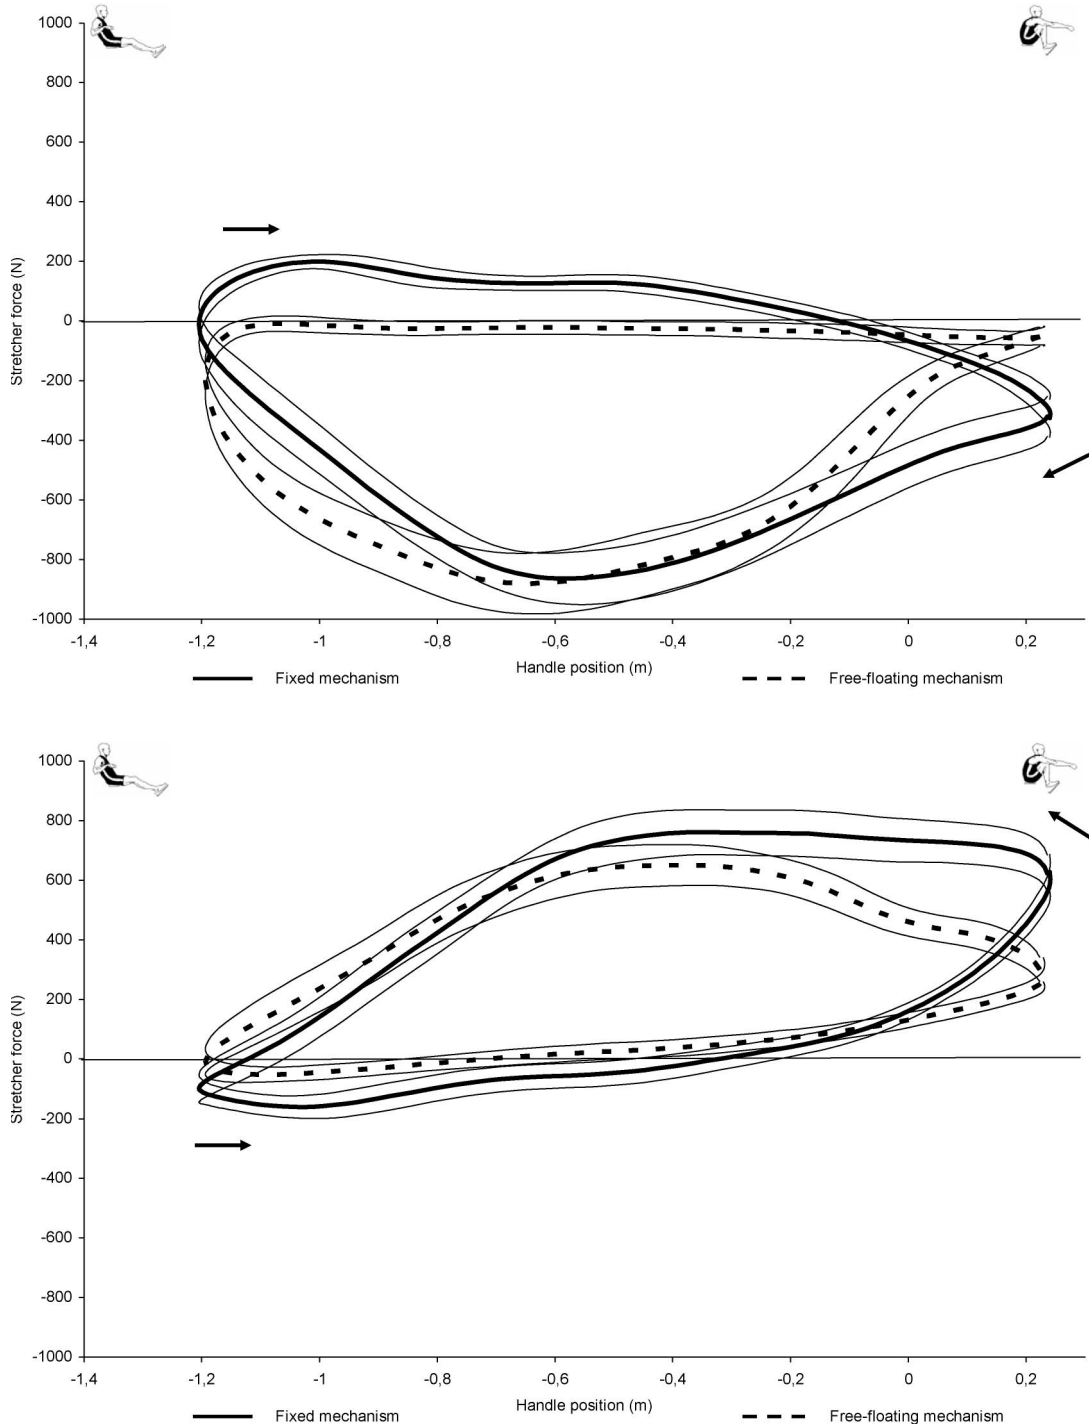 1000
800
600
400
200
0
-200
-400
-600
-800
-1000
Stretcher force (N)
-1,4 -1,2 -1 -0,8 -0,6 -0,4 -0,2 0 0,2
Handle position (m)
Fixed mechanism Free-floating mechanism
1000
800
600
400
200
0
-200
-400
-600
-800
-1000
Stretcher force (N)
-1,4 -1,2 -1 -0,8 -0,6 -0,4 -0,2 0 0,2
Handle position (m)
Fixed mechanism Free-floating mechanism